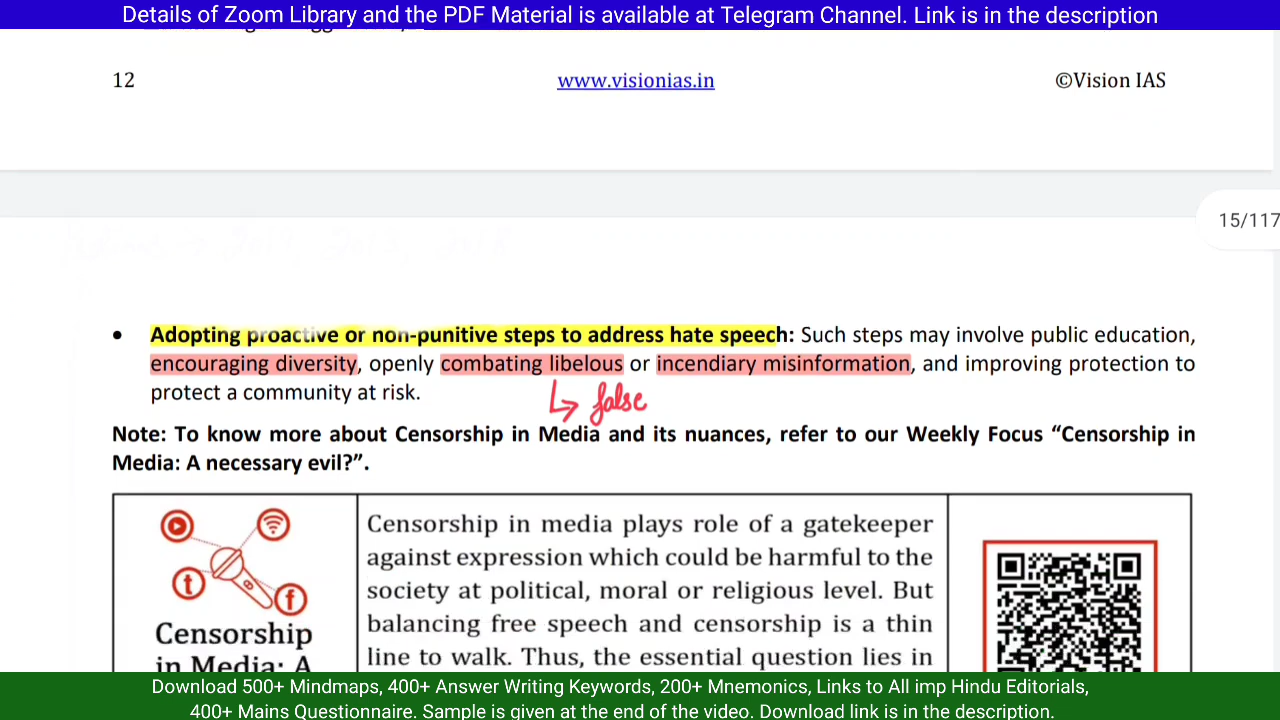 Details of Zoom Library and the PDF Material is available at Telegram Channel. Link is in the description
12 www.visionias.in ©Vision IAS
15/117
• Adopting proactive or non-punitive steps to address hate speech: Such steps may involve public education,
encouraging diversity, openly combating libelous or incendiary misinformation, and improving protection to
protect a community at risk.
false
Note: To know more about Censorship in Media and its nuances, refer to our Weekly Focus “Censorship in
Media: A necessary evil?”.
Censorship
in Media: A
Censorship in media plays role of a gatekeeper
against expression which could be harmful to the
society at political, moral or religious level. But
balancing free speech and censorship is a thin
line to walk. Thus, the essential question lies in
Download 500+ Mindmaps, 400+ Answer Writing Keywords, 200+ Mnemonics, Links to All imp Hindu Editorials,
400+ Mains Questionnaire. Sample is given at the end of the video. Download link is in the description.